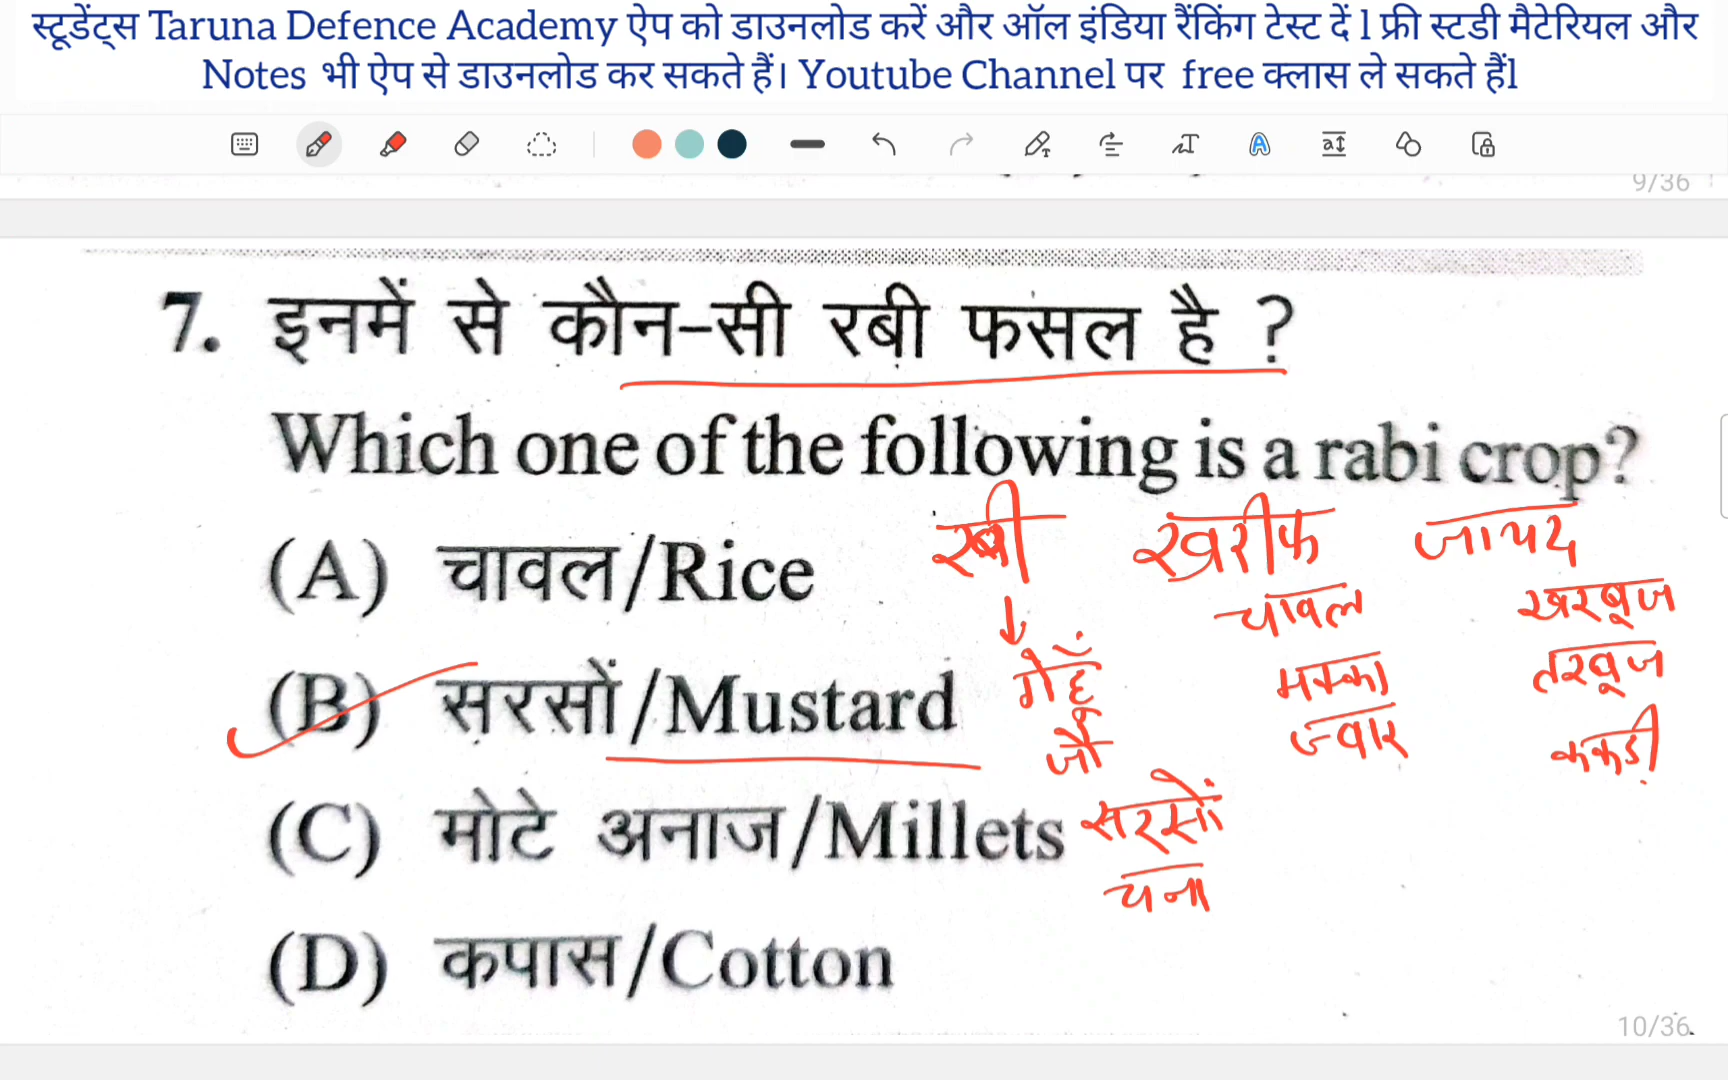 स्टूडेंट्स Taruna Defence Academy ऐप को डाउनलोड करें और ऑल इंडिया रैंकिंग टेस्ट दें l फ्री स्टडी मैटेरियल और
Notes भी ऐप से डाउनलोड कर सकते हैं। Youtube Channel पर free क्लास ले सकते हैंl
9/36
7. इनमें से कौन-सी रबी फसल है ?
Which one of the following is a rabi crop?
रबी खरीफ जायद
(A) चावल/Rice
चावल खरबूज
(B) सरसों/Mustard
गेहूँ मक्का तरबूज
जौ ज्वार ककड़ी
(C) मोटे अनाज/Millets
सरसों
चना
(D) कपास/Cotton
10/36